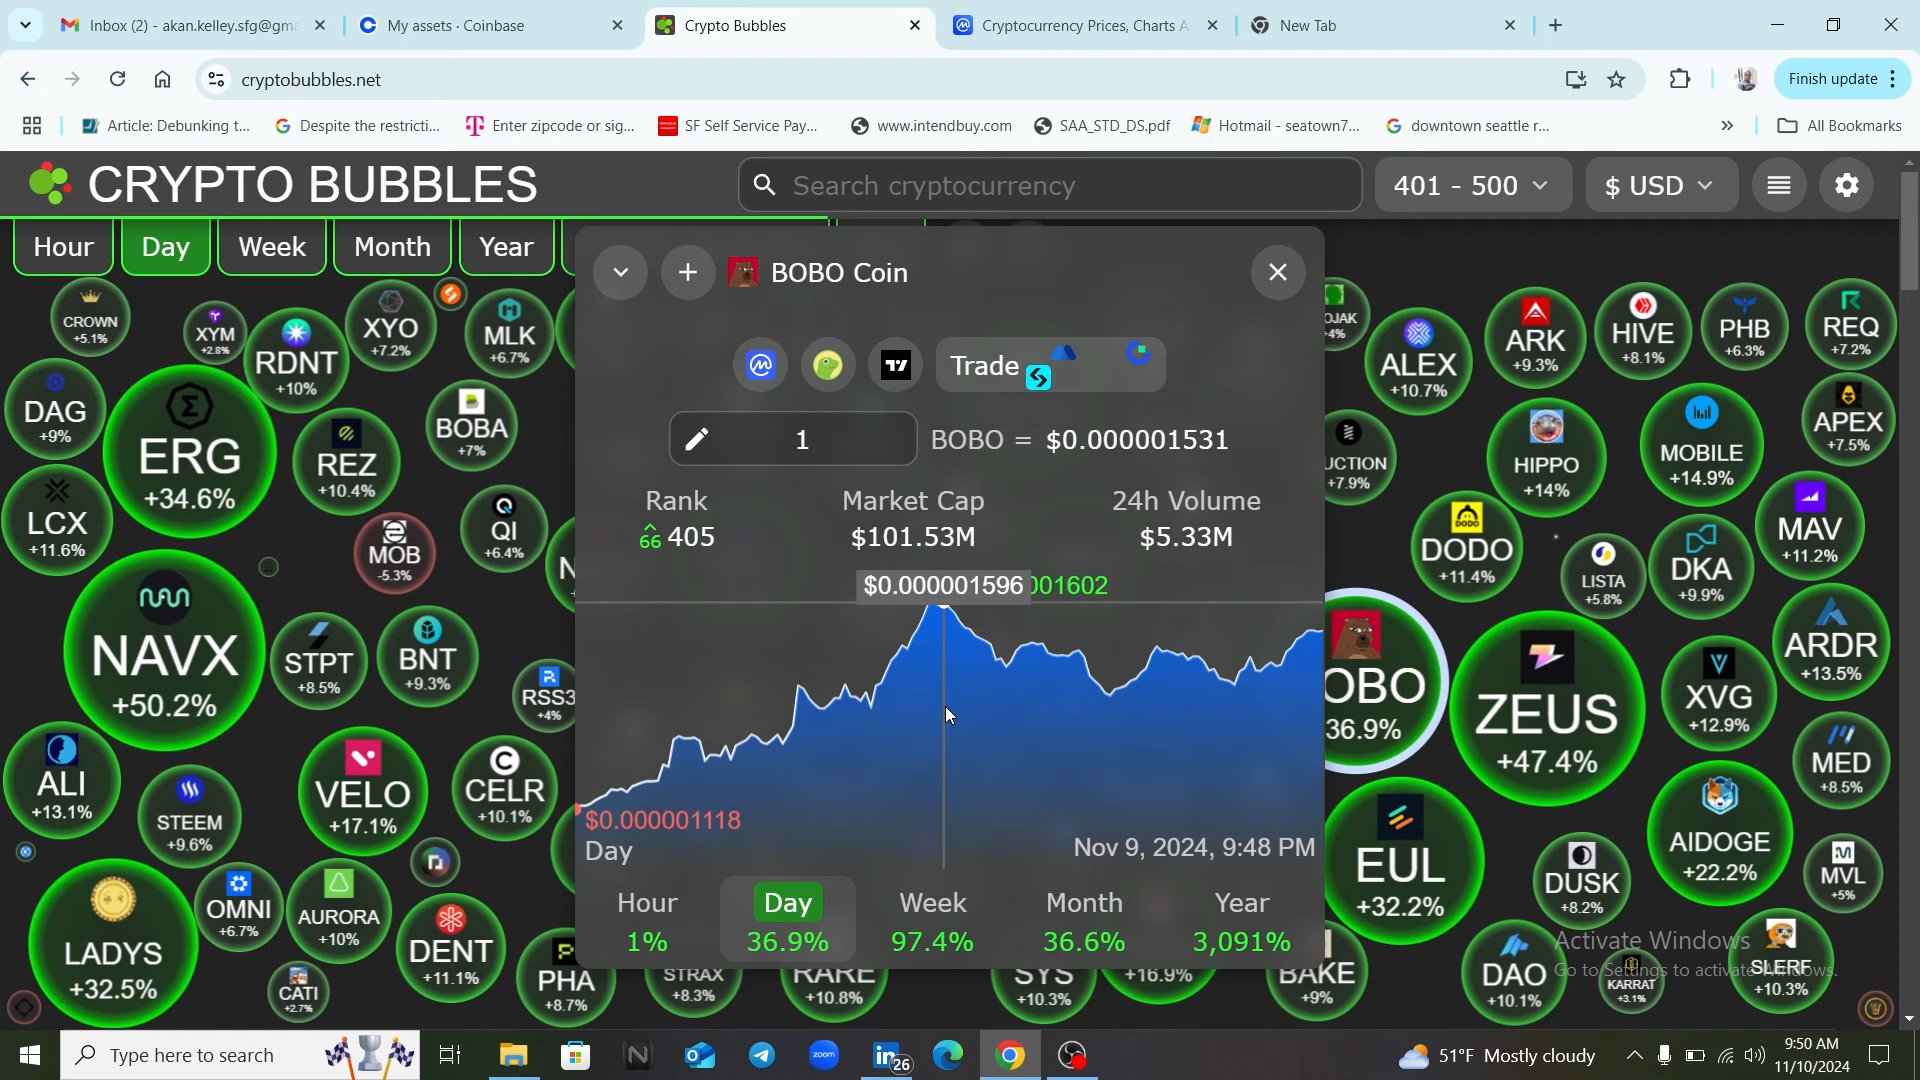 Inbox (2) - akan.kelley.sfg@gm
My assets · Coinbase
Crypto Bubbles
Cryptocurrency Prices, Charts A
New Tab
cryptobubbles.net
Finish update
Article: Debunking t...
Despite the restricti...
Enter zipcode or sig...
SF Self Service Pay...
www.intendbuy.com
SAA_STD_DS.pdf
Hotmail - seatown7...
downtown seattle r...
All Bookmarks
CRYPTO BUBBLES
Search cryptocurrency
401 - 500
$ USD
Hour
Day
Week
Month
Year
BOBO Coin
Trade
1
BOBO = $0.000001531
Rank
Market Cap
24h Volume
66 405
$101.53M
$5.33M
$0.000001596
001602
$0.000001118
Day
Nov 9, 2024, 9:48 PM
Hour
Day
Week
Month
Year
1%
36.9%
97.4%
36.6%
3,091%
CROWN
+5.1%
XYM
+2.8%
RDNT
+10%
XYO
+7.2%
MLK
+6.7%
DAG
+9%
ERG
+34.6%
REZ
+10.4%
BOBA
+7%
LCX
+11.6%
MOB
-5.3%
QI
+6.4%
NAVX
+50.2%
STPT
+8.5%
BNT
+9.3%
RSS3
+4%
ALI
+13.1%
STEEM
+9.6%
VELO
+17.1%
CELR
+10.1%
LADYS
+32.5%
OMNI
+6.7%
AURORA
+10%
DENT
+11.1%
CATI
+2.7%
PHA
+8.7%
STRAX
+8.3%
RARE
+10.8%
SYS
+10.3%
+16.9%
BAKE
+9%
OJAK
+4%
ALEX
+10.7%
ARK
+9.3%
HIVE
+8.1%
PHB
+6.3%
REQ
+7.2%
UCTION
+7.9%
HIPPO
+14%
MOBILE
+14.9%
APEX
+7.5%
DODO
+11.4%
LISTA
+5.8%
DKA
+9.9%
MAV
+11.2%
OBO
36.9%
ZEUS
+47.4%
XVG
+12.9%
ARDR
+13.5%
MED
+8.5%
EUL
+32.2%
DUSK
+8.2%
AIDOGE
+22.2%
MVL
+5%
DAO
+10.1%
KARRAT
+3.1%
SLERF
+10.3%
Activate Windows
Go to Settings to activate Windows.
Type here to search
zoom
26
51°F Mostly cloudy
9:50 AM
11/10/2024